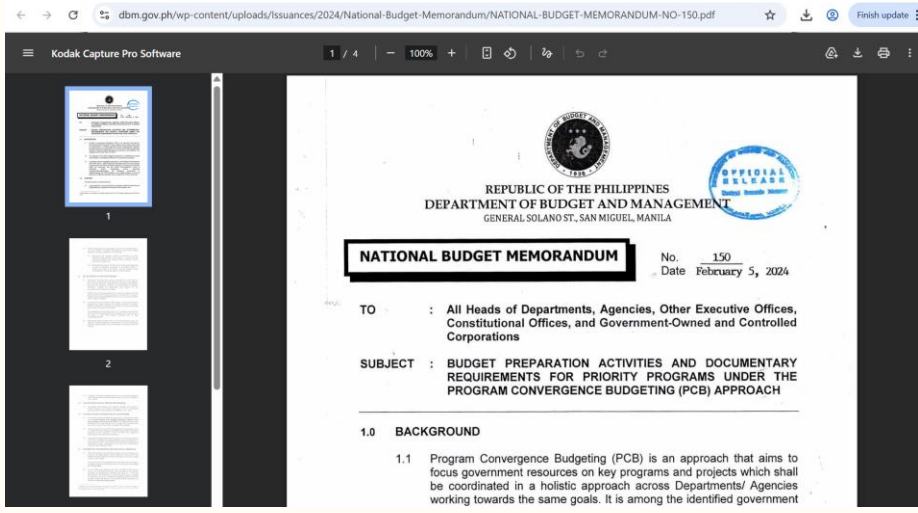 dbm.gov.ph/wp-content/uploads/Issuances/2024/National-Budget-Memorandum/NATIONAL-BUDGET-MEMORANDUM-NO-150.pdf
Finish update
Kodak Capture Pro Software
1 / 4
100%
1
2
DEPARTMENT OF BUDGET AND MANAGEMENT
1936
OFFICIAL
RELEASE
REPUBLIC OF THE PHILIPPINES
DEPARTMENT OF BUDGET AND MANAGEMENT
GENERAL SOLANO ST., SAN MIGUEL, MANILA
NATIONAL BUDGET MEMORANDUM
No. 150
Date February 5, 2024
TO : All Heads of Departments, Agencies, Other Executive Offices,
Constitutional Offices, and Government-Owned and Controlled
Corporations
SUBJECT : BUDGET PREPARATION ACTIVITIES AND DOCUMENTARY
REQUIREMENTS FOR PRIORITY PROGRAMS UNDER THE
PROGRAM CONVERGENCE BUDGETING (PCB) APPROACH
1.0 BACKGROUND
1.1 Program Convergence Budgeting (PCB) is an approach that aims to
focus government resources on key programs and projects which shall
be coordinated in a holistic approach across Departments/ Agencies
working towards the same goals. It is among the identified government